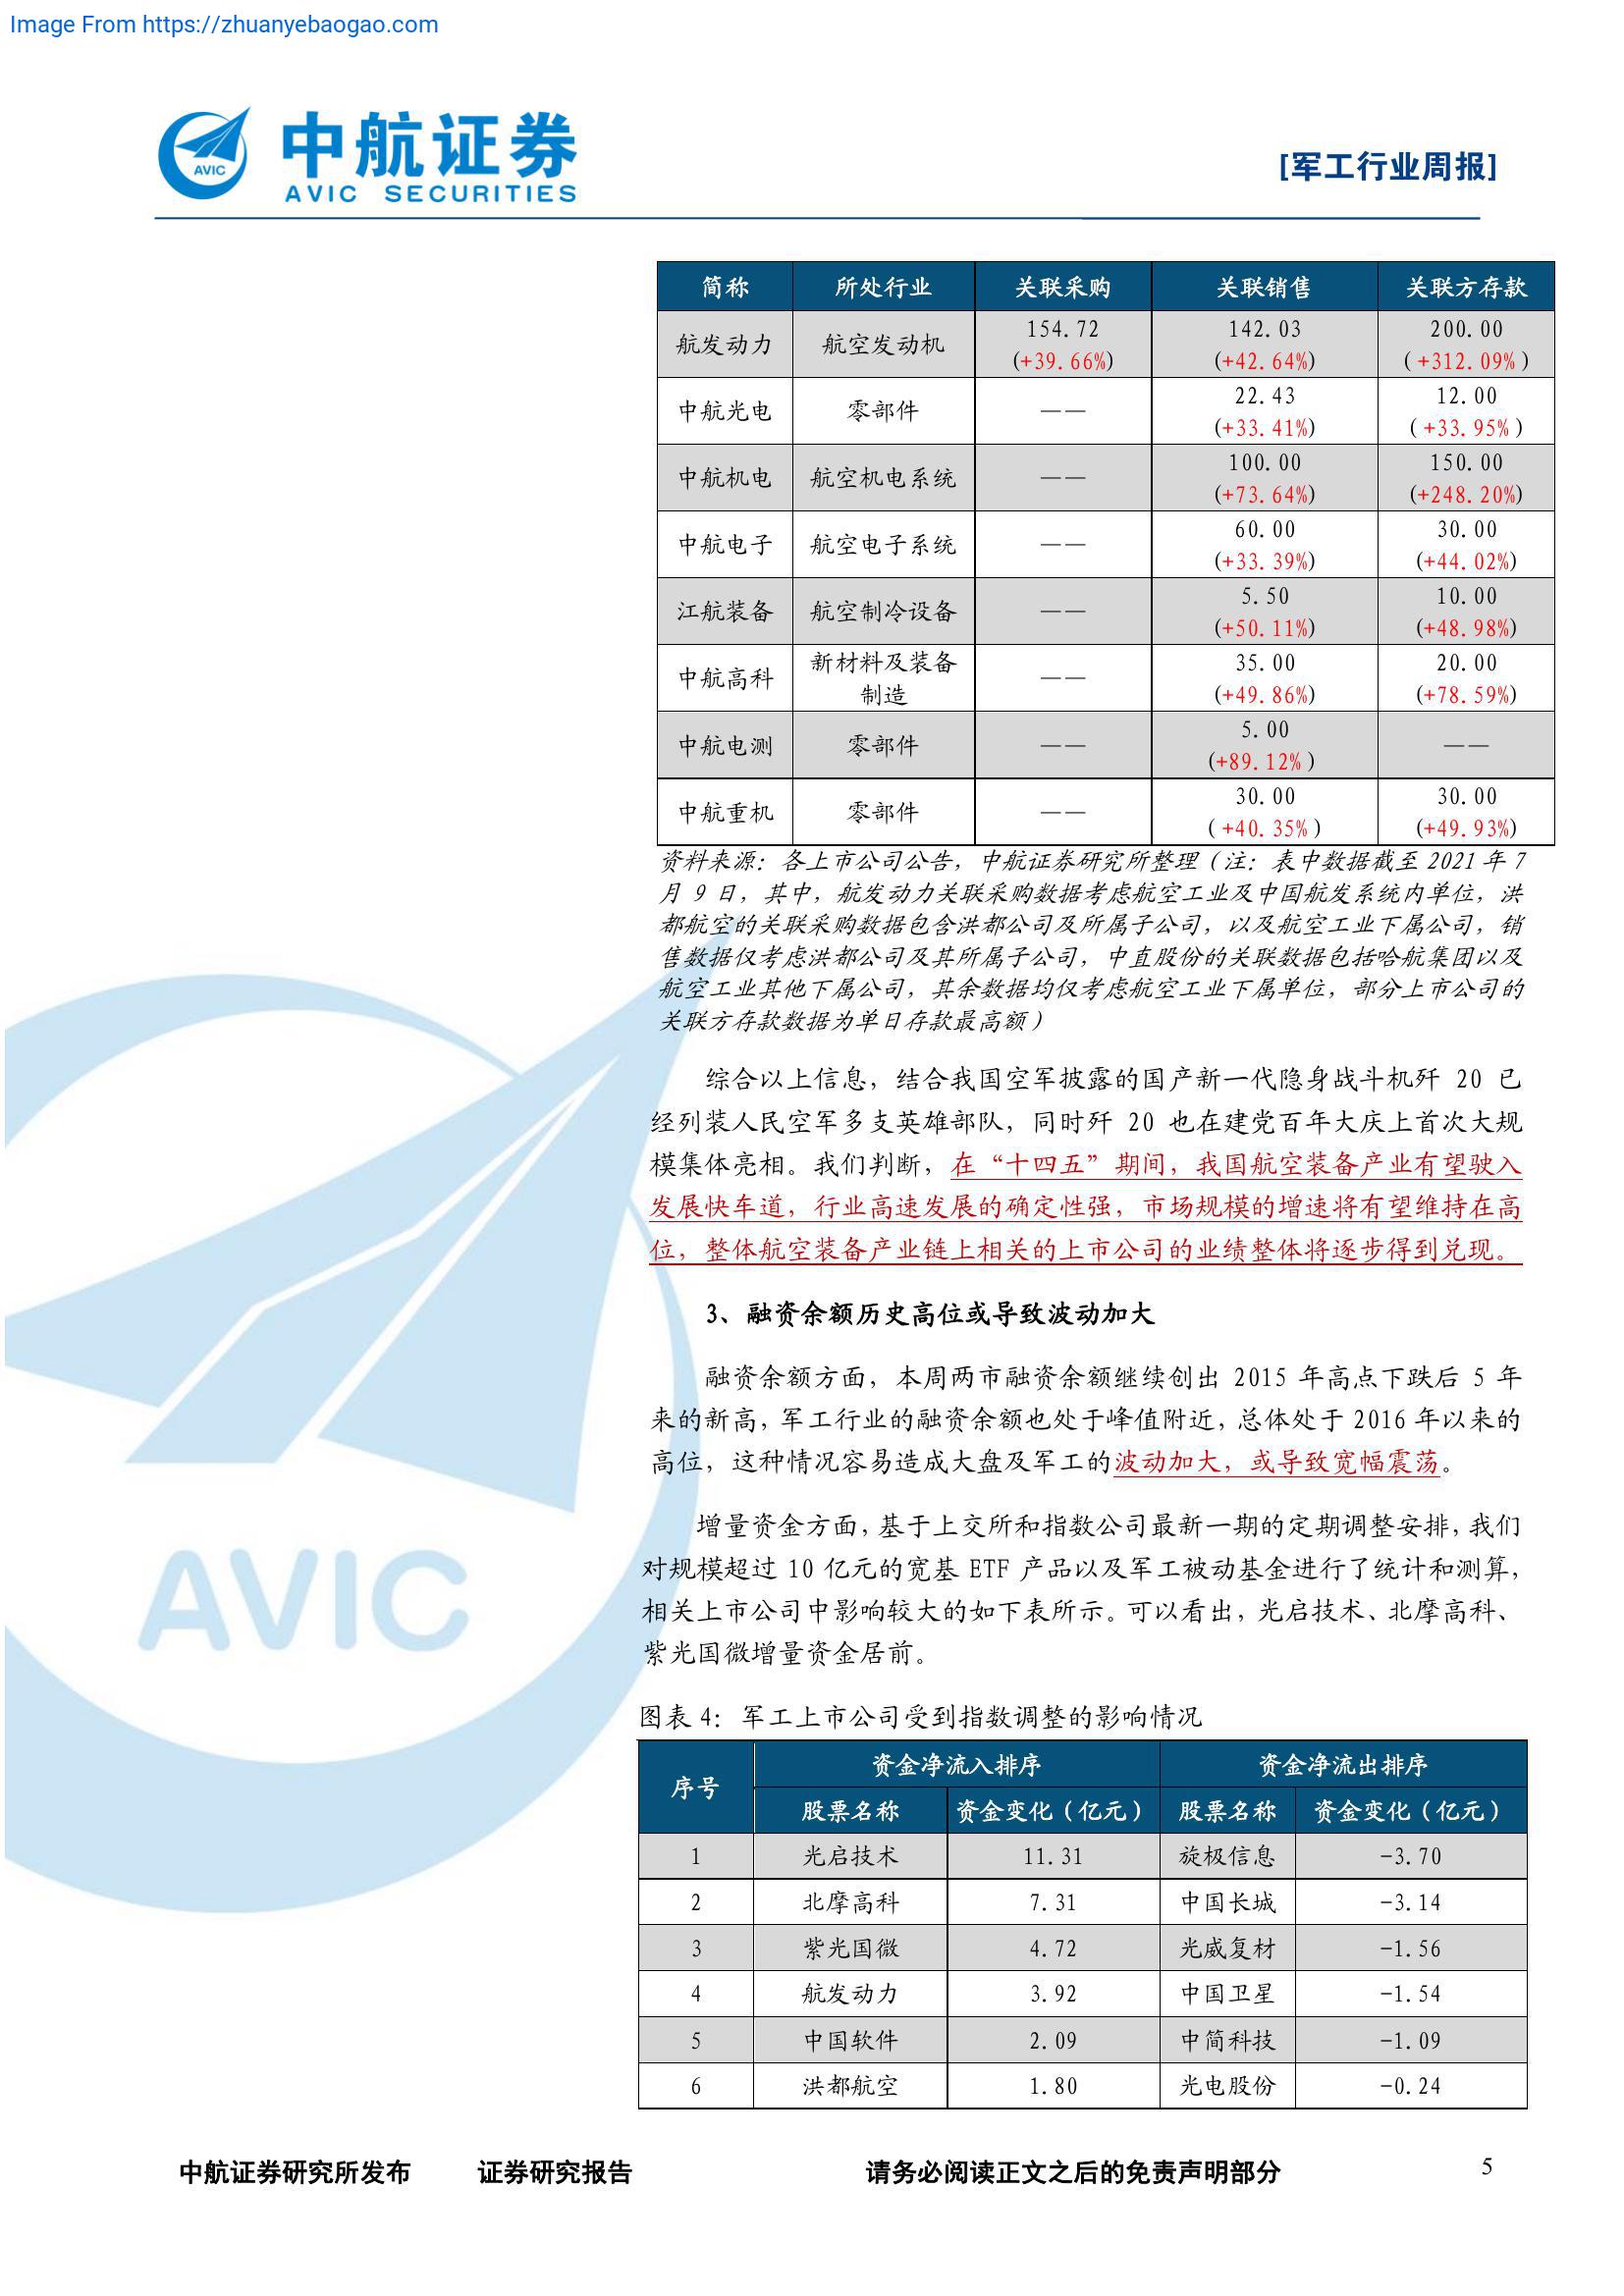 Image From https://zhuanyebaogao.com
AVIC
中航证券
AVIC SECURITIES
[军工行业周报]
简称 所处行业 关联采购 关联销售 关联方存款
航发动力 航空发动机 154.72 (+39.66%) 142.03 (+42.64%) 200.00 (+312.09%)
中航光电 零部件 —— 22.43 (+33.41%) 12.00 (+33.95%)
中航机电 航空机电系统 —— 100.00 (+73.64%) 150.00 (+248.20%)
中航电子 航空电子系统 —— 60.00 (+33.39%) 30.00 (+44.02%)
江航装备 航空制冷设备 —— 5.50 (+50.11%) 10.00 (+48.98%)
中航高科 新材料及装备制造 —— 35.00 (+49.86%) 20.00 (+78.59%)
中航电测 零部件 —— 5.00 (+89.12%) ——
中航重机 零部件 —— 30.00 (+40.35%) 30.00 (+49.93%)
资料来源：各上市公司公告，中航证券研究所整理（注：表中数据截至 2021 年 7
月 9 日，其中，航发动力关联采购数据考虑航空工业及中国航发系统内单位，洪
都航空的关联采购数据包含洪都公司及所属子公司，以及航空工业下属公司，销
售数据仅考虑洪都公司及其所属子公司，中直股份的关联数据包括哈航集团以及
航空工业其他下属公司，其余数据均仅考虑航空工业下属单位，部分上市公司的
关联方存款数据为单日存款最高额）
综合以上信息，结合我国空军披露的国产新一代隐身战斗机歼 20 已
经列装人民空军多支英雄部队，同时歼 20 也在建党百年大庆上首次大规
模集体亮相。我们判断，在“十四五”期间，我国航空装备产业有望驶入
发展快车道，行业高速发展的确定性强，市场规模的增速将有望维持在高
位，整体航空装备产业链上相关的上市公司的业绩整体将逐步得到兑现。
3、融资余额历史高位或导致波动加大
融资余额方面，本周两市融资余额继续创出 2015 年高点下跌后 5 年
来的新高，军工行业的融资余额也处于峰值附近，总体处于 2016 年以来的
高位，这种情况容易造成大盘及军工的波动加大，或导致宽幅震荡。
增量资金方面，基于上交所和指数公司最新一期的定期调整安排，我们
对规模超过 10 亿元的宽基 ETF 产品以及军工被动基金进行了统计和测算，
相关上市公司中影响较大的如下表所示。可以看出，光启技术、北摩高科、
紫光国微增量资金居前。
AVIC
图表 4：军工上市公司受到指数调整的影响情况
序号 资金净流入排序 资金净流出排序
股票名称 资金变化（亿元） 股票名称 资金变化（亿元）
1 光启技术 11.31 旋极信息 -3.70
2 北摩高科 7.31 中国长城 -3.14
3 紫光国微 4.72 光威复材 -1.56
4 航发动力 3.92 中国卫星 -1.54
5 中国软件 2.09 中简科技 -1.09
6 洪都航空 1.80 光电股份 -0.24
中航证券研究所发布 证券研究报告 请务必阅读正文之后的免责声明部分 5